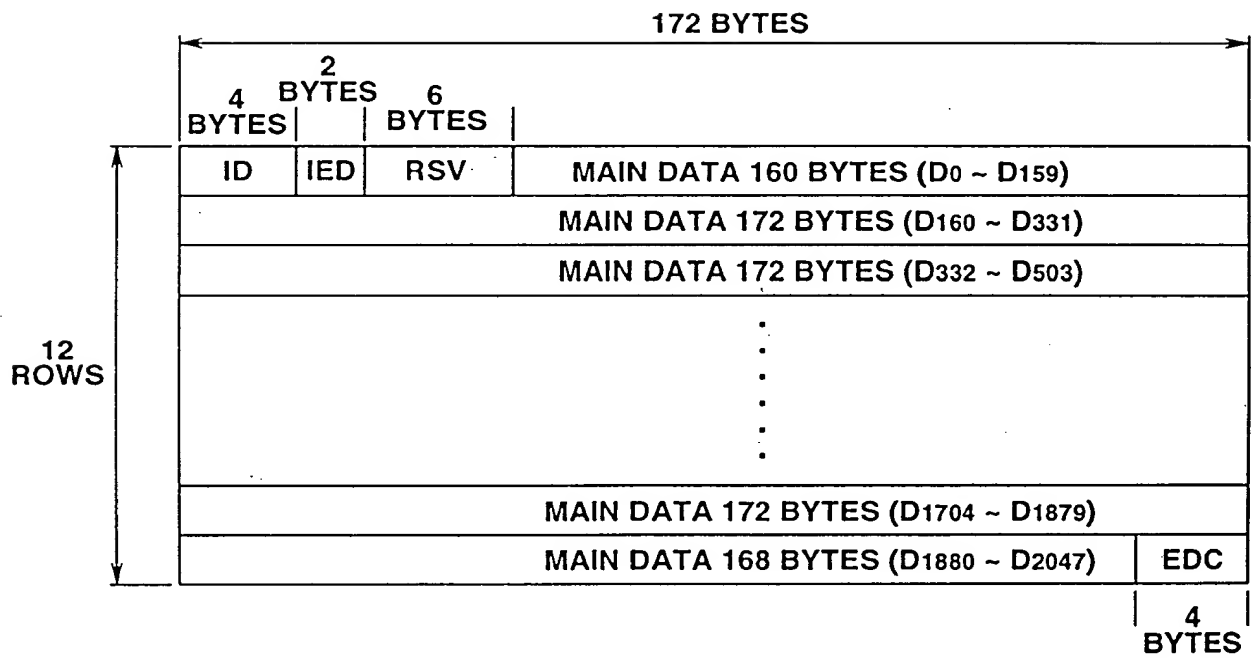 172 BYTES
4 BYTES
2 BYTES
6 BYTES
ID
IED
RSV
MAIN DATA 160 BYTES (D0 ~ D159)
MAIN DATA 172 BYTES (D160 ~ D331)
MAIN DATA 172 BYTES (D332 ~ D503)
12
ROWS
MAIN DATA 172 BYTES (D1704 ~ D1879)
MAIN DATA 168 BYTES (D1880 ~ D2047)
EDC
4
BYTES